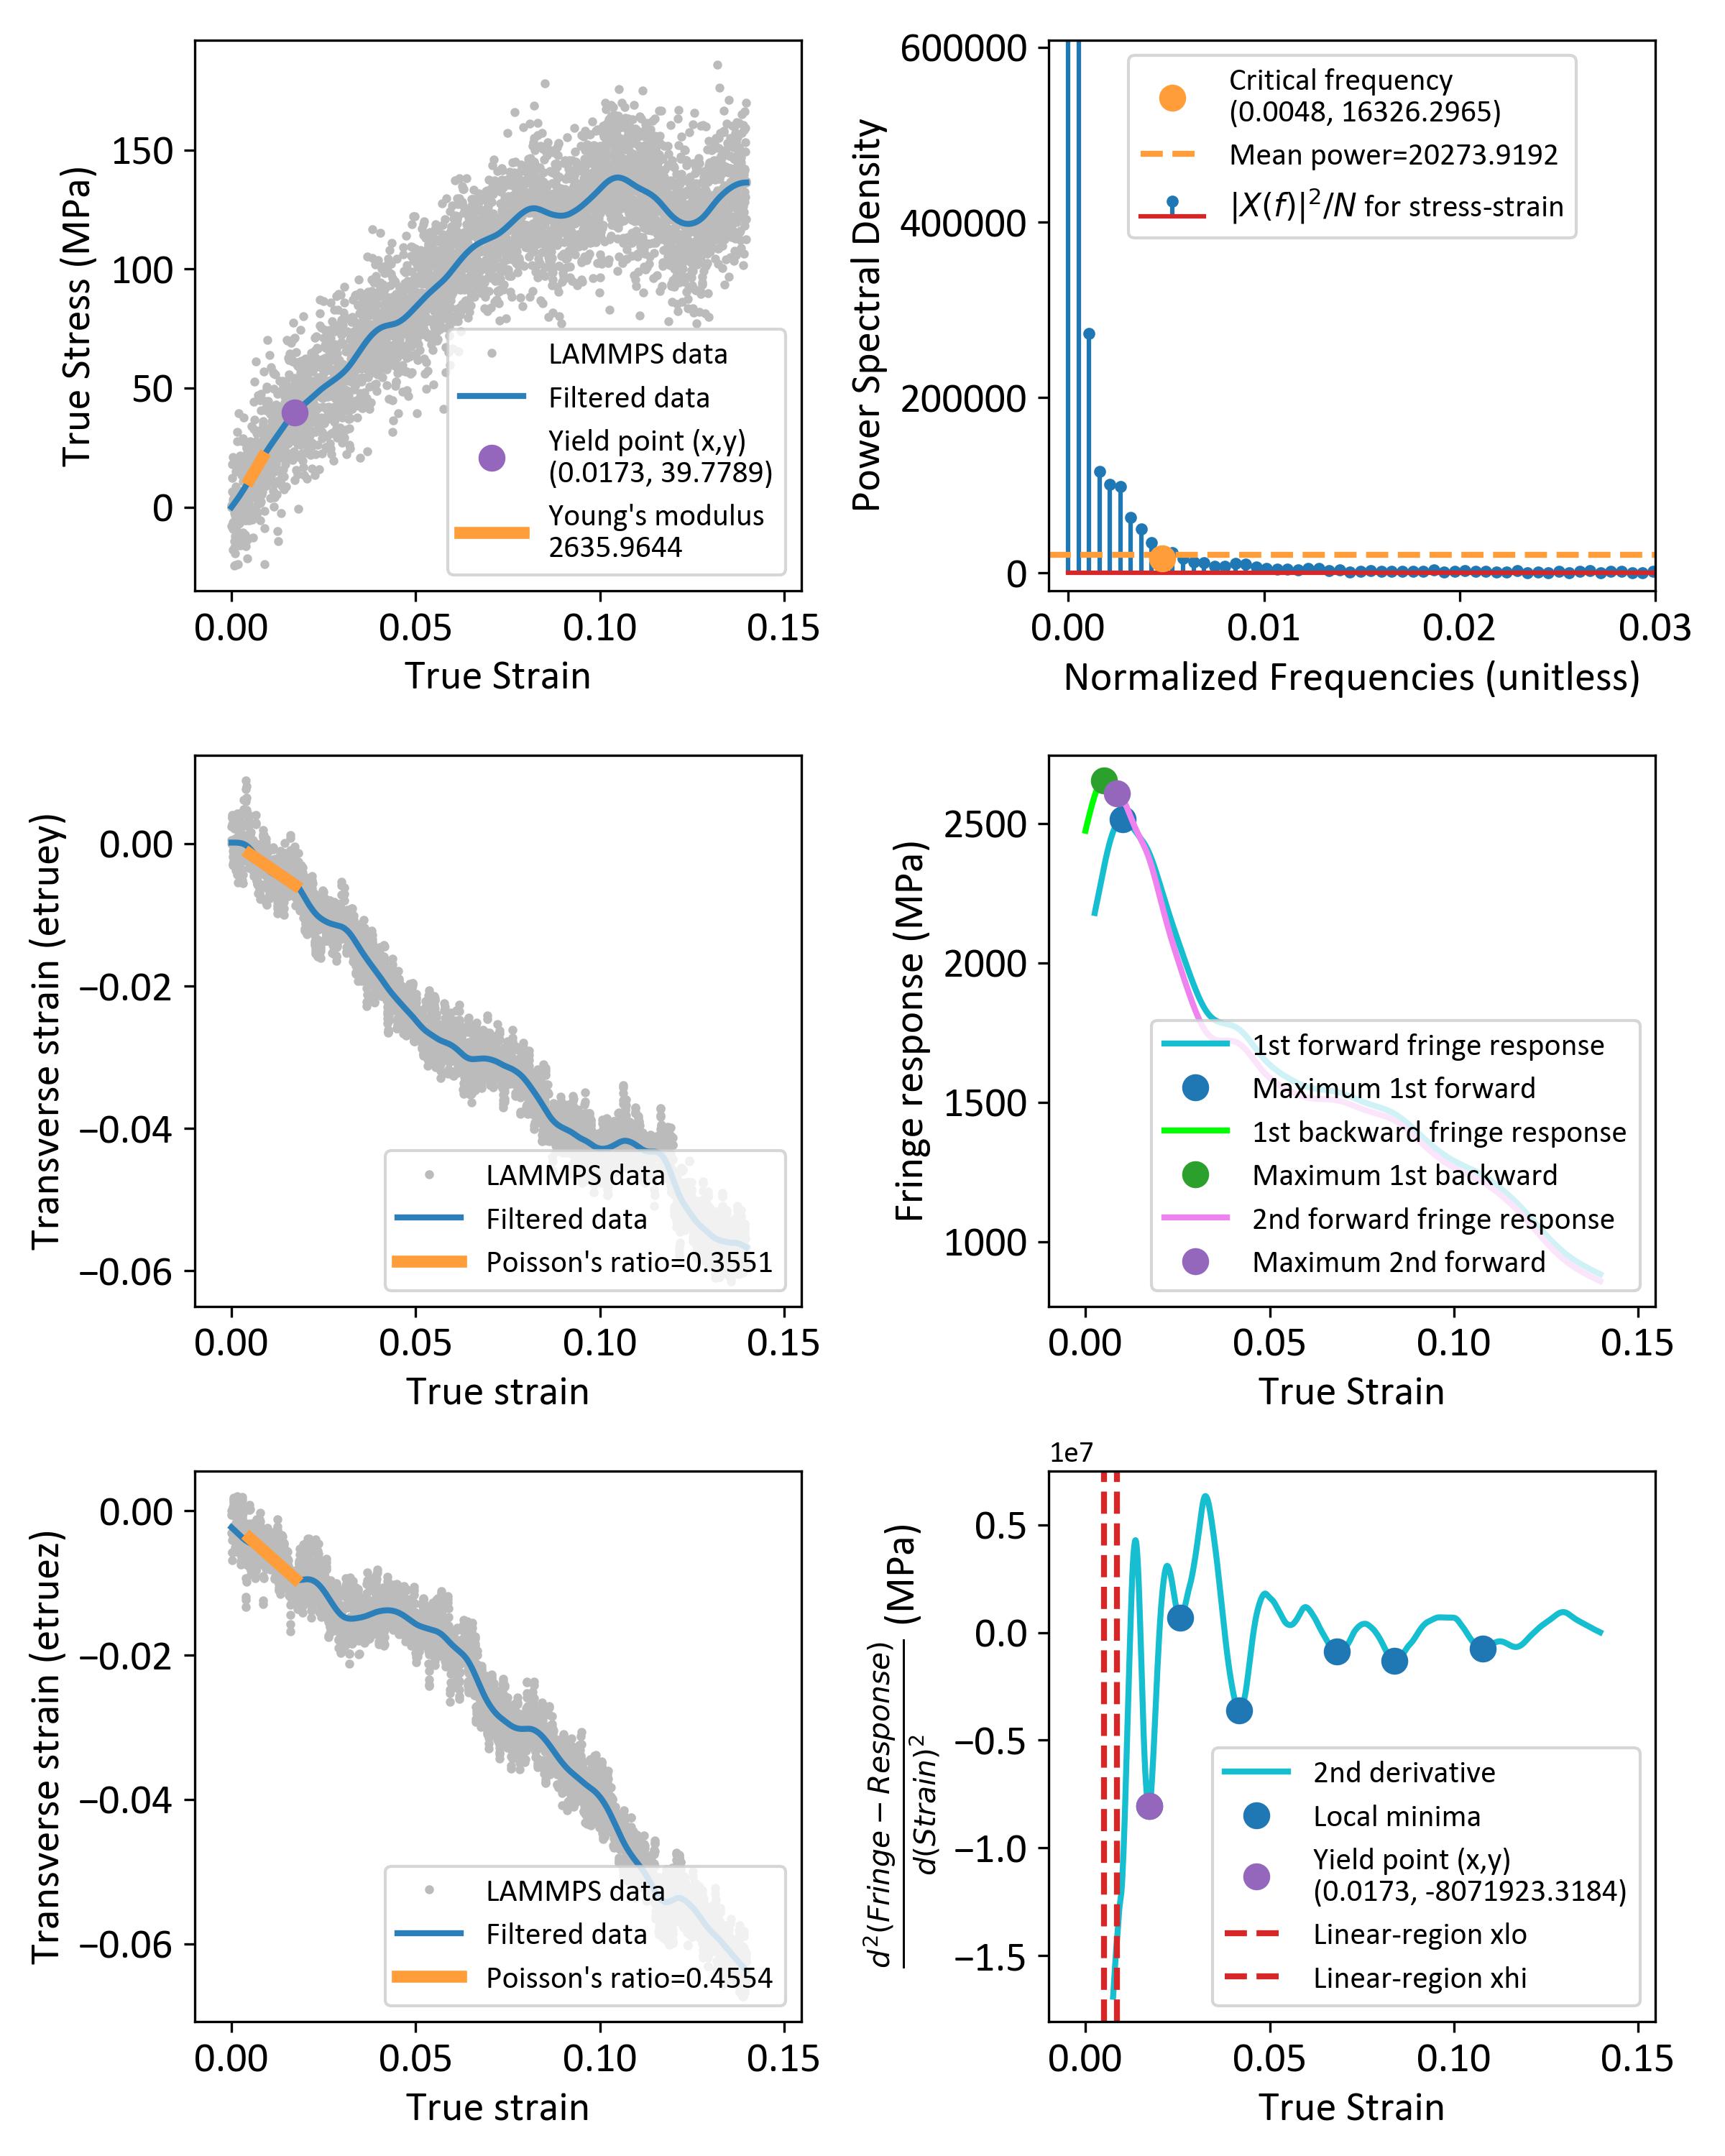 150
100
50
0
True Stress (MPa)
LAMMPS data
Filtered data
Yield point (x,y)
(0.0173, 39.7789)
Young's modulus
2635.9644
0.00 0.05 0.10 0.15
True Strain
600000
400000
200000
0
Power Spectral Density
Critical frequency
(0.0048, 16326.2965)
Mean power=20273.9192
|X(f)|²/N for stress-strain
0.00 0.01 0.02 0.03
Normalized Frequencies (unitless)
0.00
−0.02
−0.04
−0.06
Transverse strain (etruey)
LAMMPS data
Filtered data
Poisson's ratio=0.3551
0.00 0.05 0.10 0.15
True strain
2500
2000
1500
1000
Fringe response (MPa)
1st forward fringe response
Maximum 1st forward
1st backward fringe response
Maximum 1st backward
2nd forward fringe response
Maximum 2nd forward
0.00 0.05 0.10 0.15
True Strain
0.00
−0.02
−0.04
−0.06
Transverse strain (etruez)
LAMMPS data
Filtered data
Poisson's ratio=0.4554
0.00 0.05 0.10 0.15
True strain
1e7
0.5
0.0
−0.5
−1.0
−1.5
d²(Fringe−Response)
d(Strain)²
(MPa)
2nd derivative
Local minima
Yield point (x,y)
(0.0173, -8071923.3184)
Linear-region xlo
Linear-region xhi
0.00 0.05 0.10 0.15
True Strain